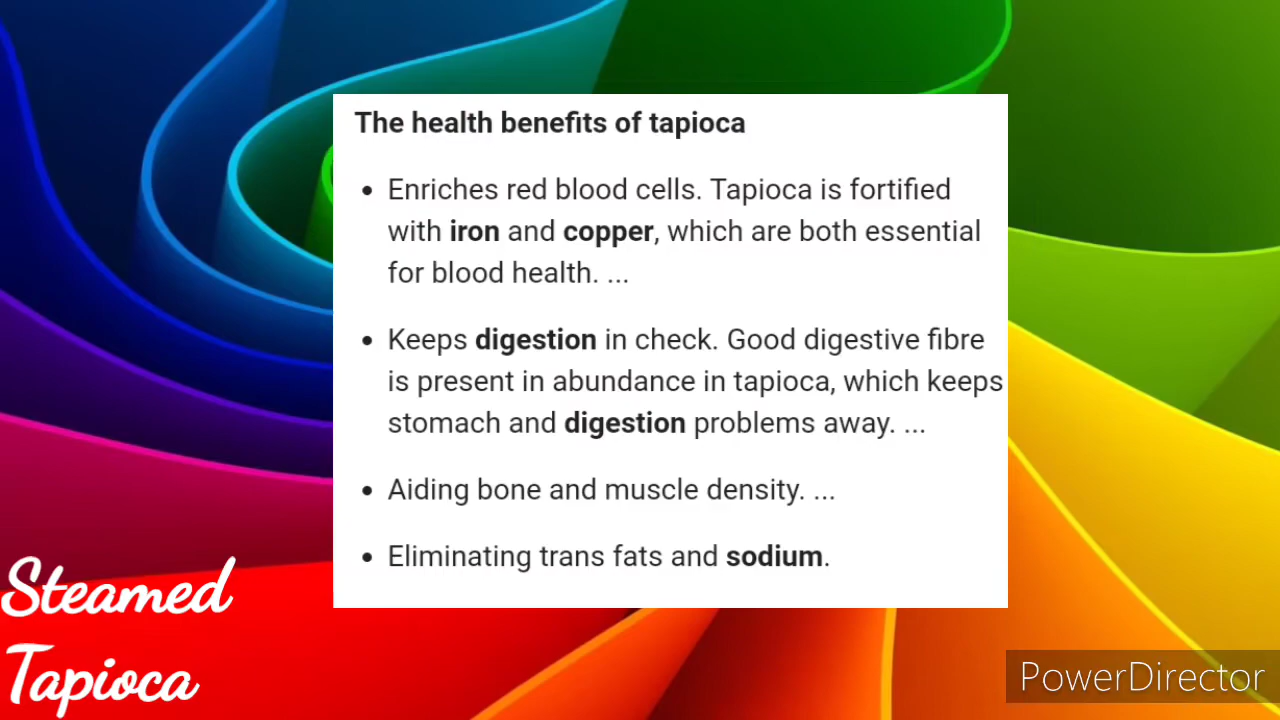 The health benefits of tapioca
• Enriches red blood cells. Tapioca is fortified
with iron and copper, which are both essential
for blood health. ...
• Keeps digestion in check. Good digestive fibre
is present in abundance in tapioca, which keeps
stomach and digestion problems away. ...
• Aiding bone and muscle density. ...
• Eliminating trans fats and sodium.
Steamed
Tapioca
PowerDirector